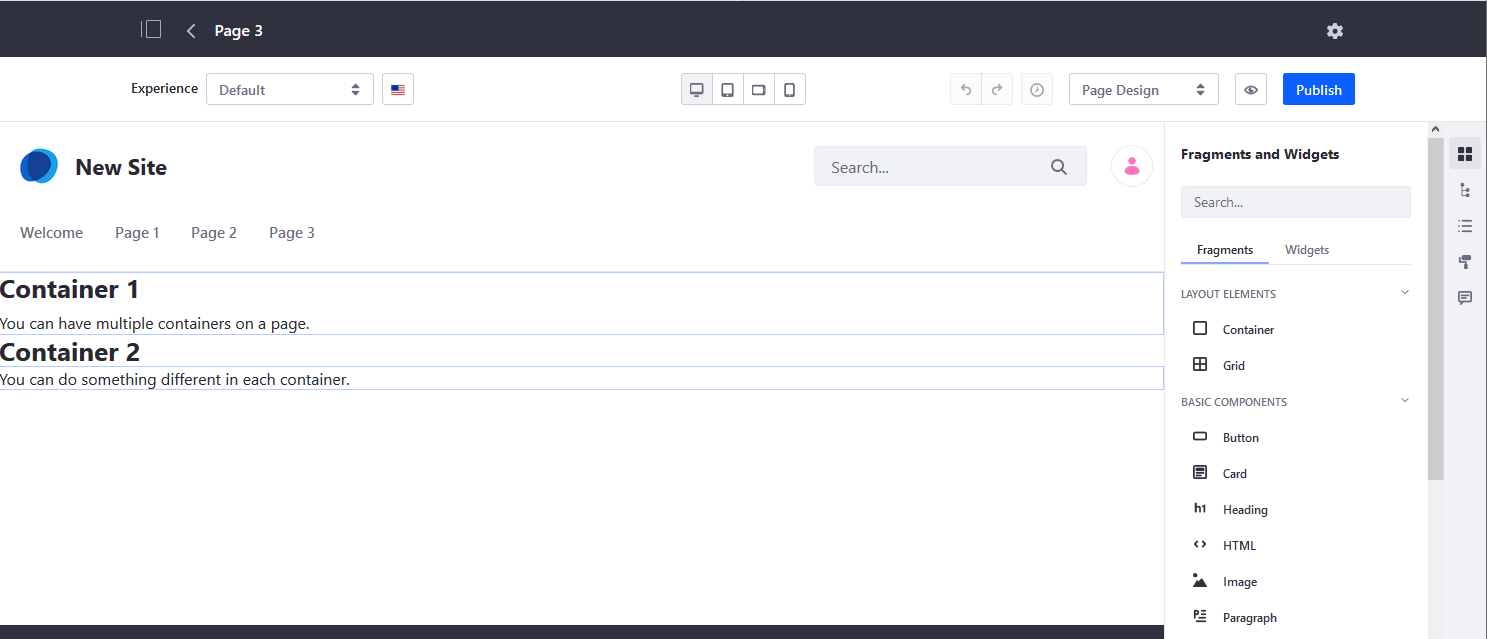 Page 3
Experience Default Page Design Publish
New Site Search...
Welcome Page 1 Page 2 Page 3
Container 1
You can have multiple containers on a page.
Container 2
You can do something different in each container.
Fragments and Widgets
Search...
Fragments Widgets
LAYOUT ELEMENTS
Container
Grid
BASIC COMPONENTS
Button
Card
h1 Heading
HTML
Image
Paragraph